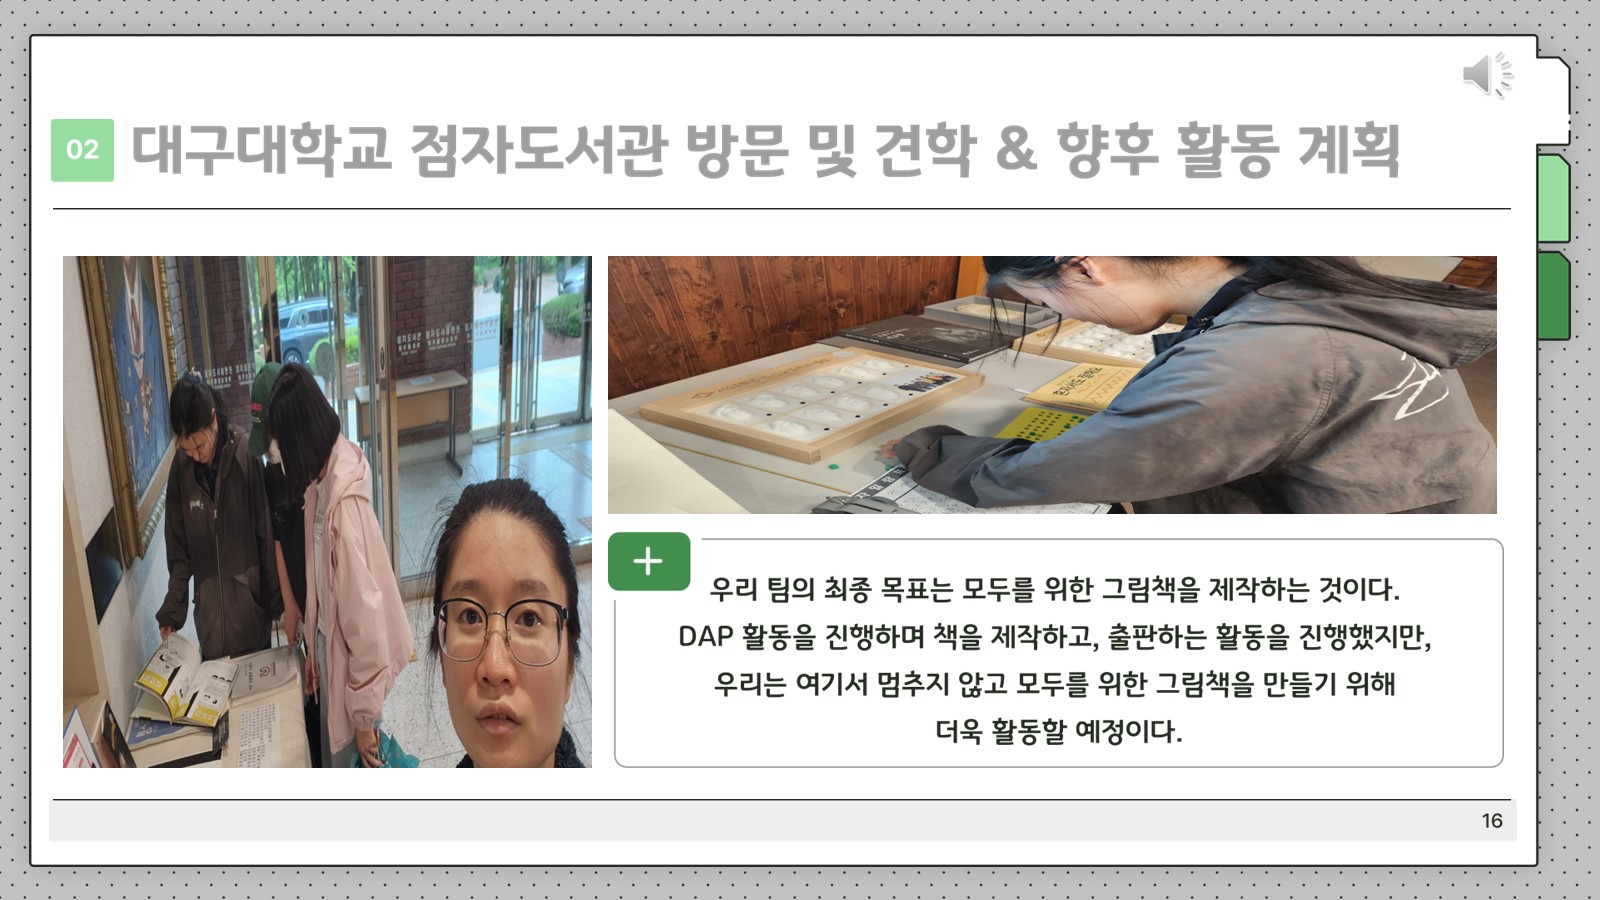 02
대구대학교 점자도서관 방문 및 견학 & 향후 활동 계획
우리 팀의 최종 목표는 모두를 위한 그림책을 제작하는 것이다.
DAP 활동을 진행하며 책을 제작하고, 출판하는 활동을 진행했지만,
우리는 여기서 멈추지 않고 모두를 위한 그림책을 만들기 위해
더욱 활동할 예정이다.
16